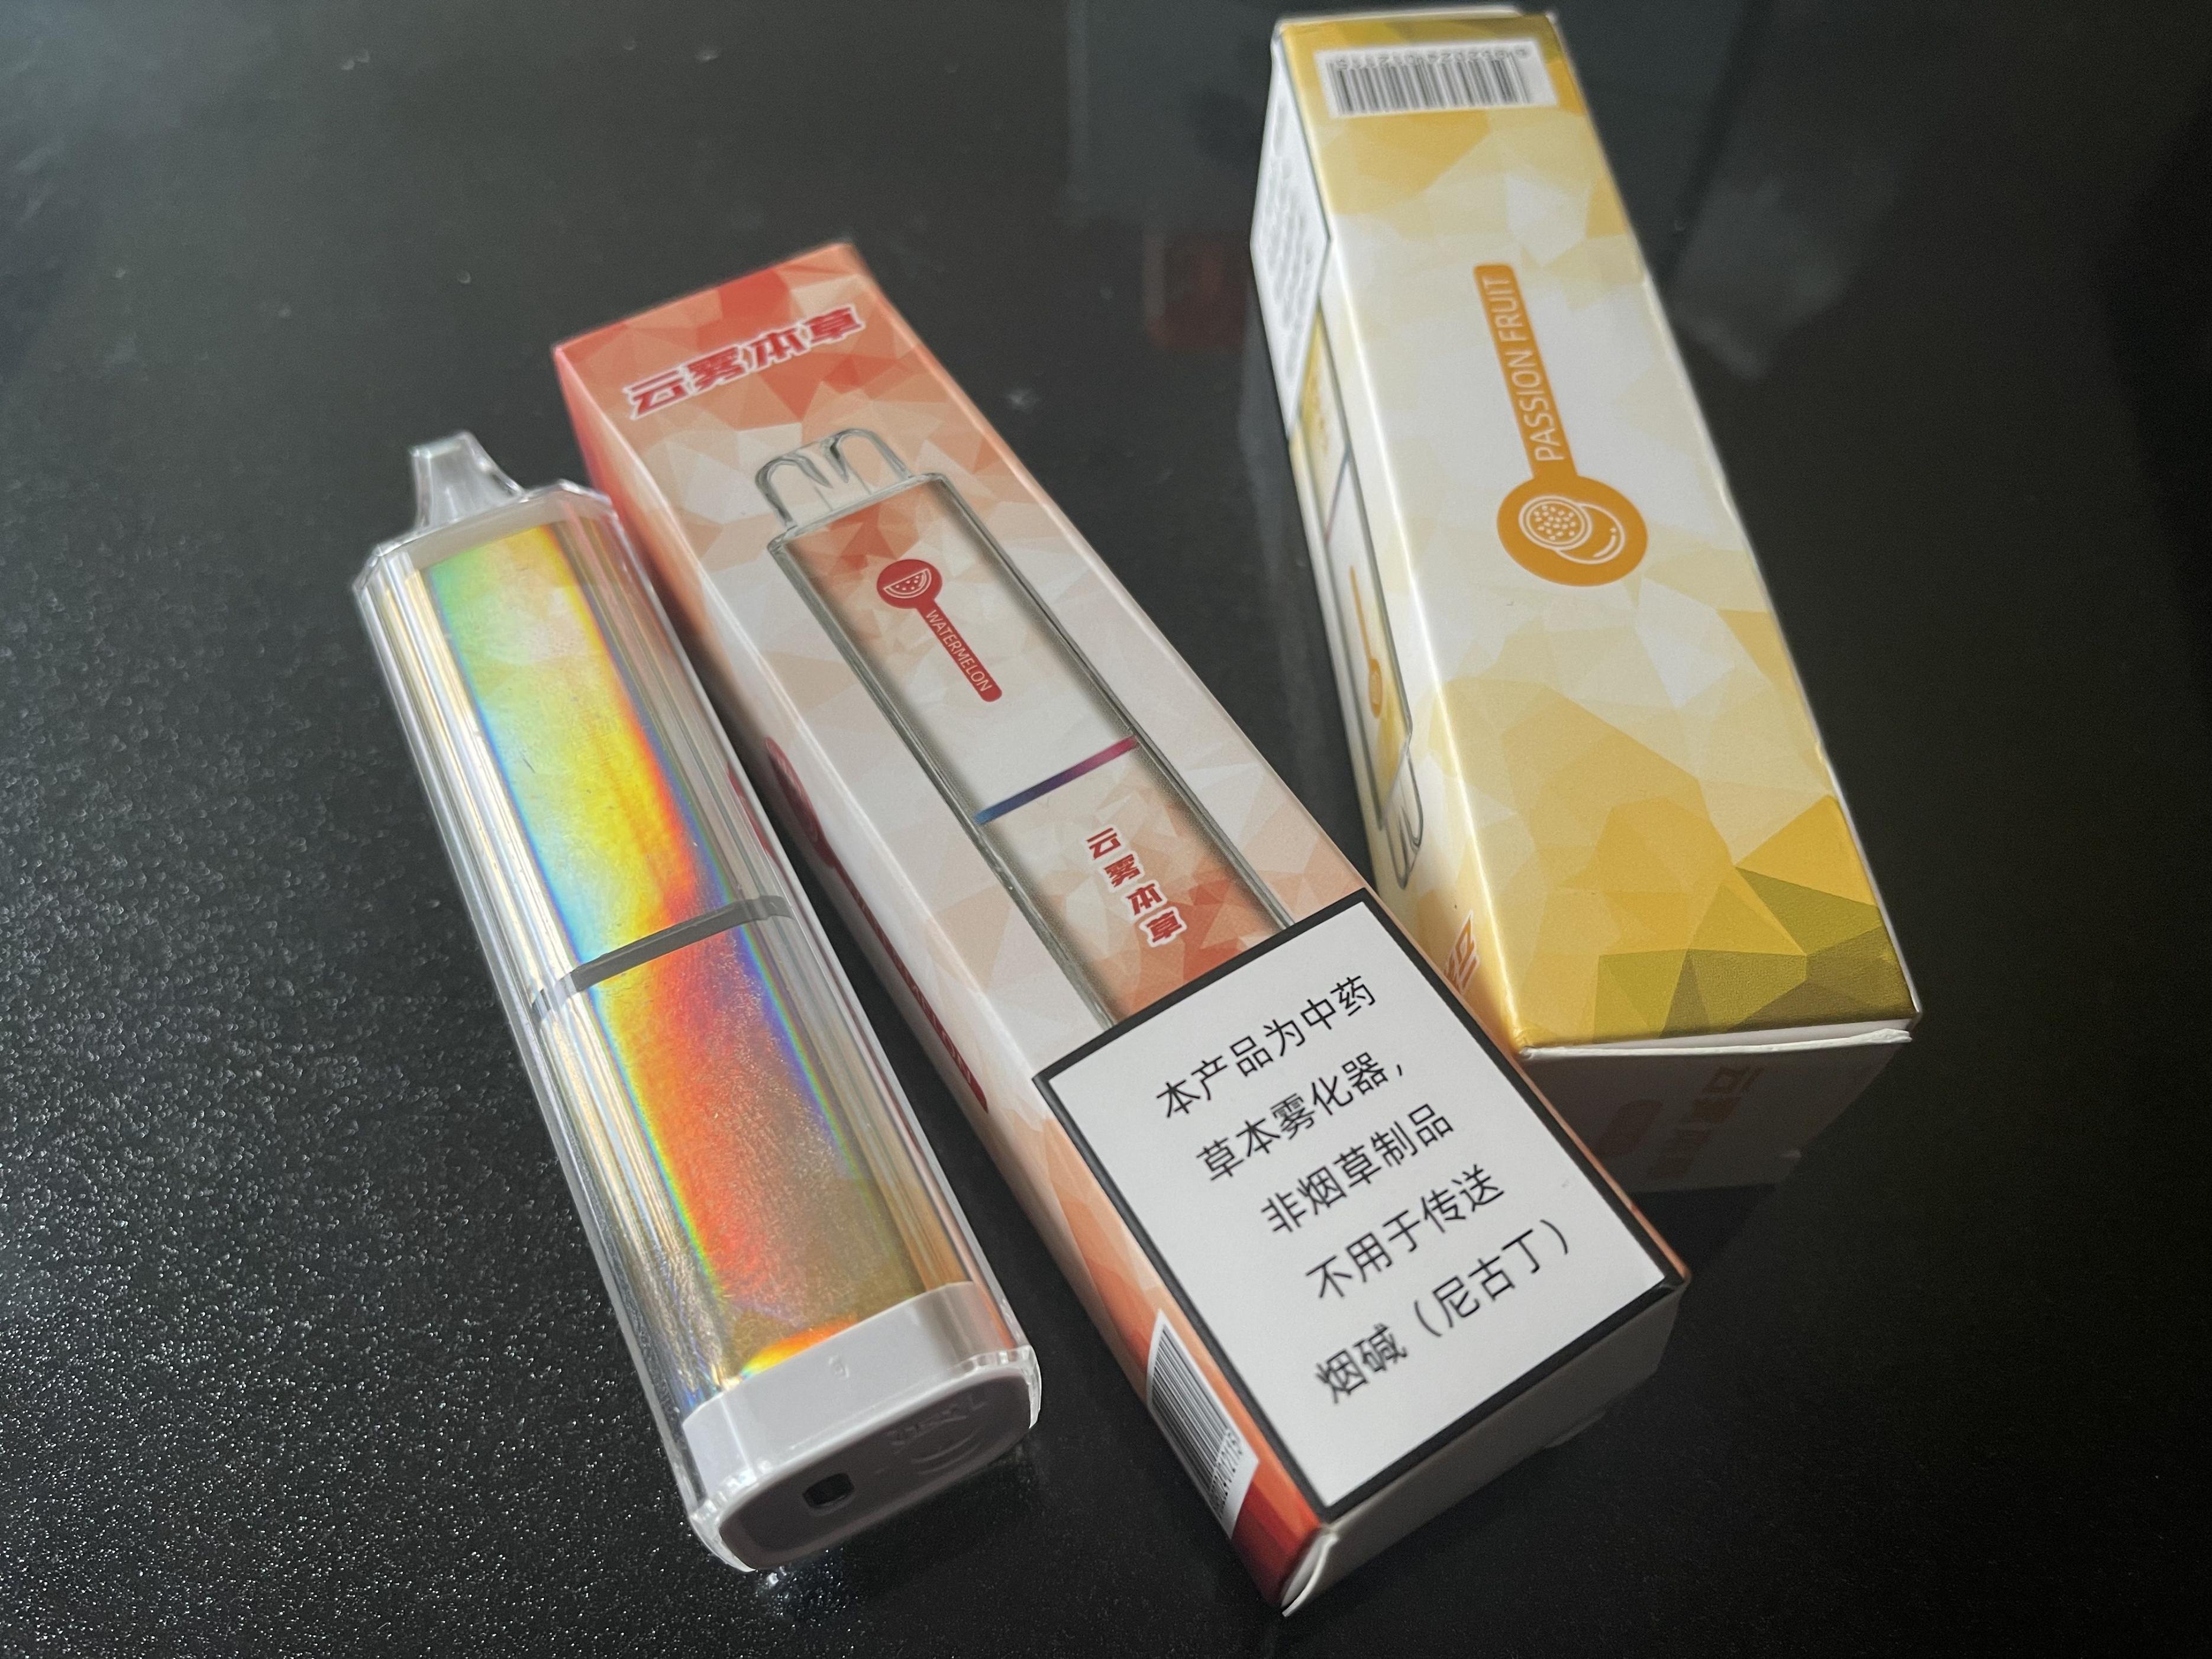 云雾本草
WATERMELON
云雾本草
本产品为中药
草本雾化器，
非烟草制品
不用于传送
烟碱（尼古丁）
PASSION FRUIT